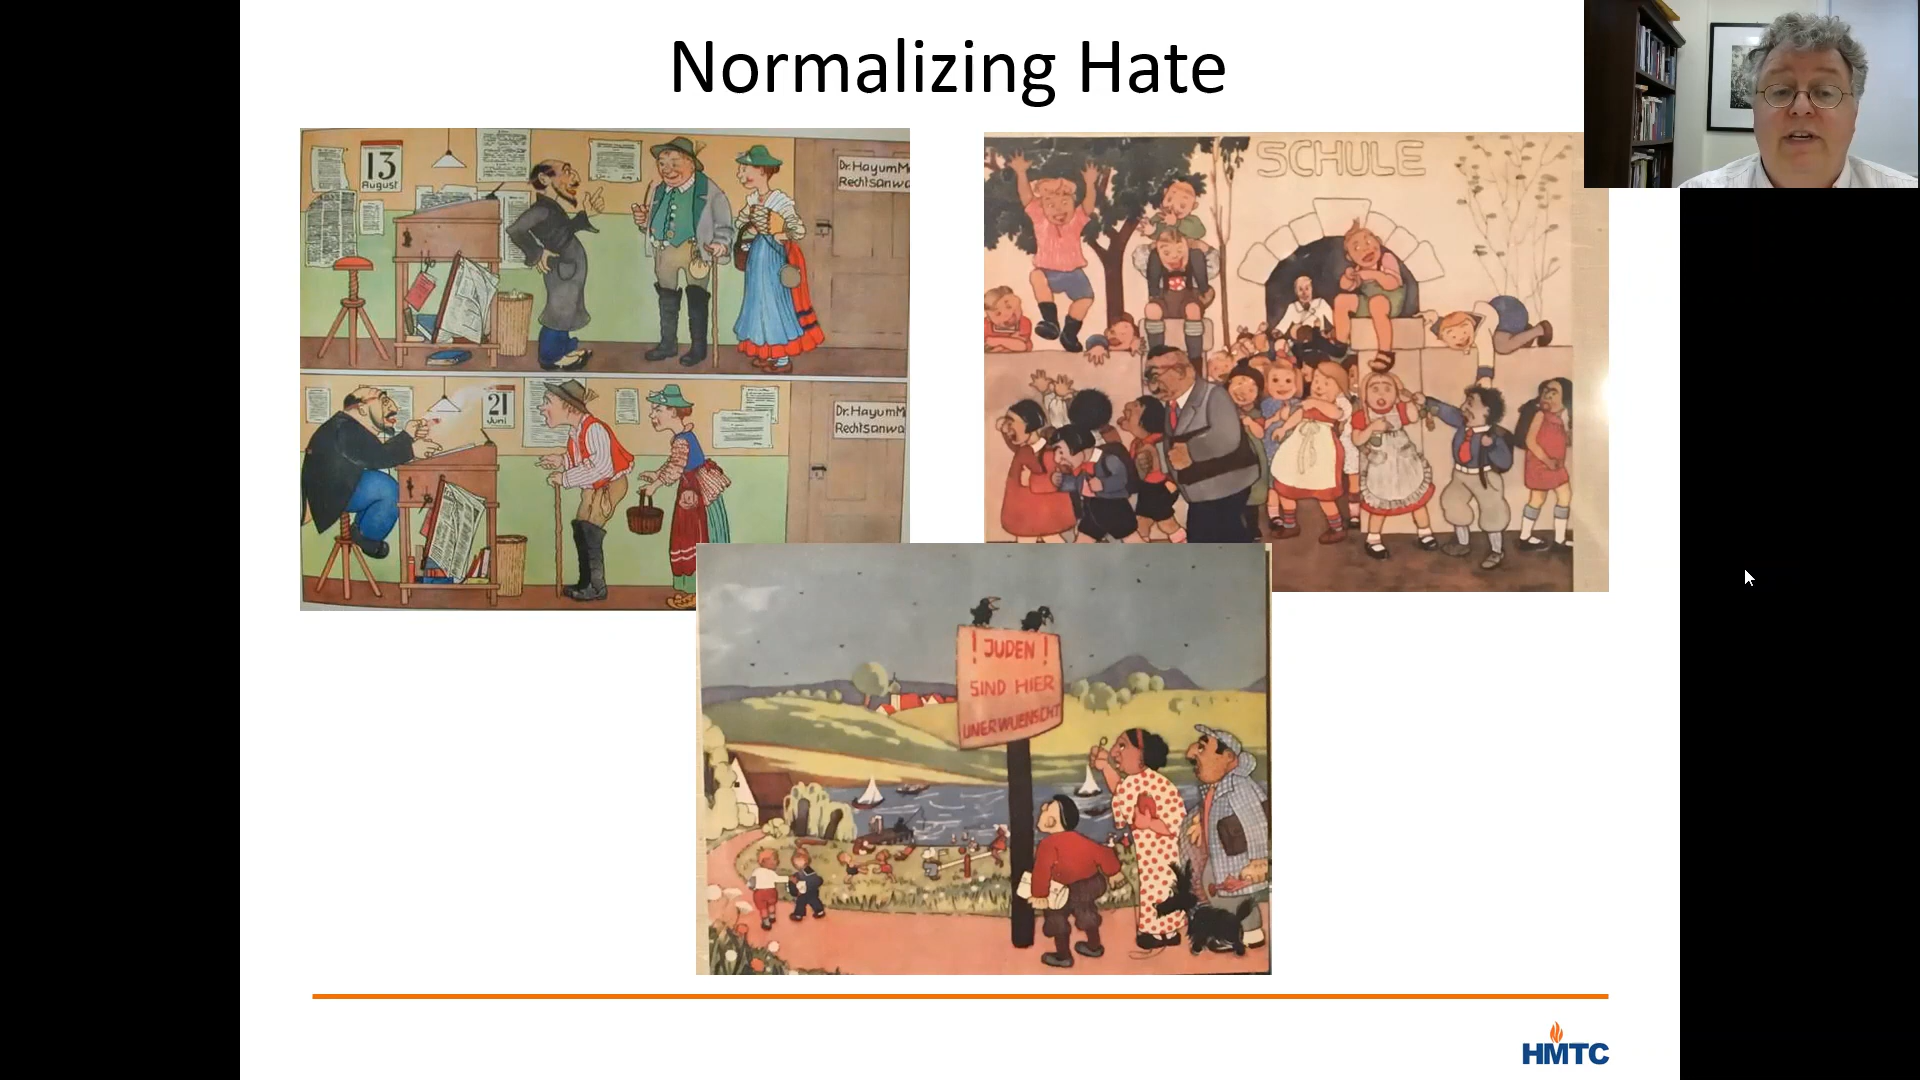 Normalizing Hate
13
August
Dr. Hayum M
Rechtsanwa
21
Juni
Dr. Hayum M
Rechtsanwa
SCHULE
! JUDEN !
SIND HIER
UNERWUENSCHT
HMTC